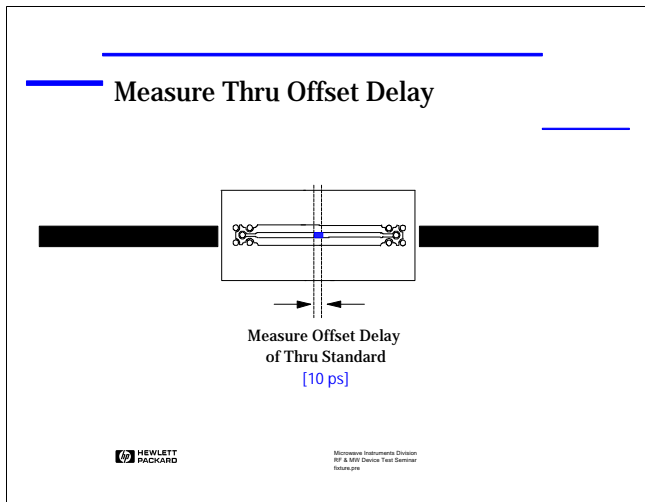 Measure Thru Offset Delay
Measure Offset Delay
of Thru Standard
[10 ps]
hp HEWLETT
PACKARD
Microwave Instruments Division
RF & MW Device Test Seminar
fixture.pre